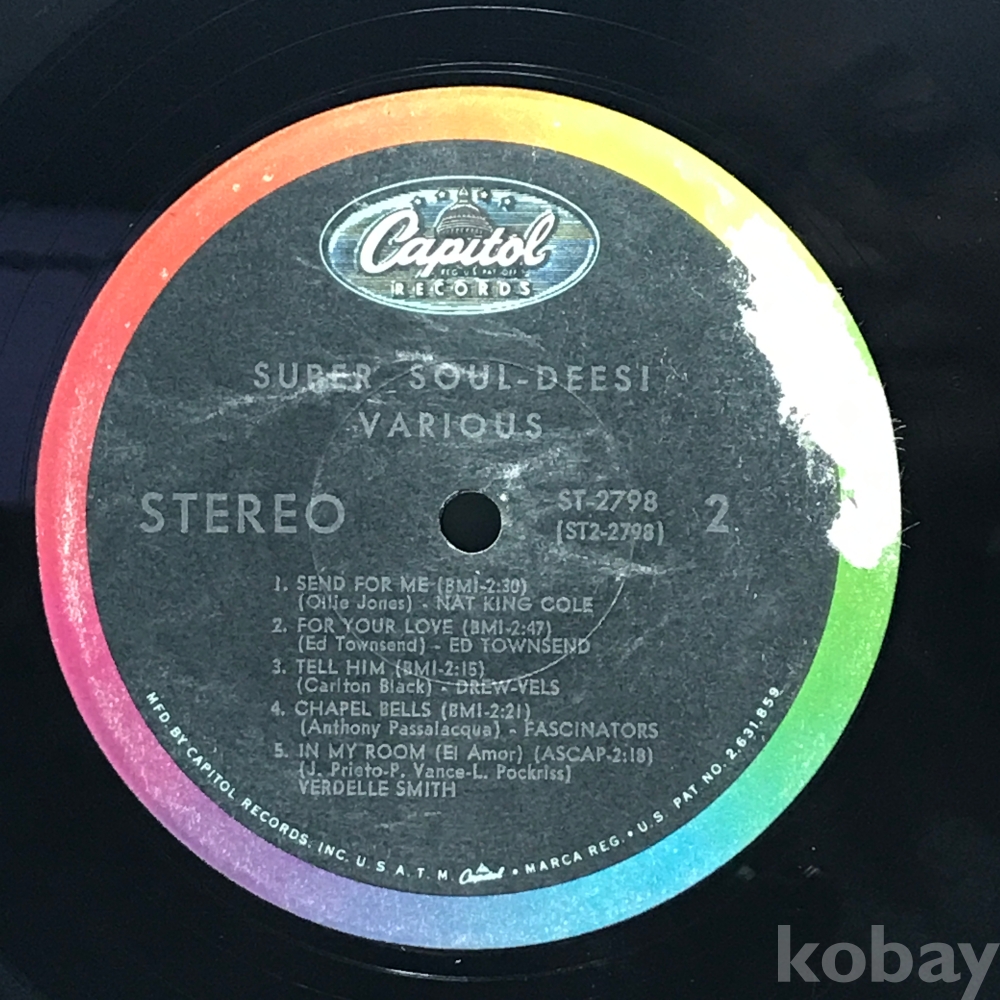 Capitol
REG. U.S. PAT. OFF.
RECORDS
SUPER SOUL-DEES!
VARIOUS
STEREO
ST-2798
(ST2-2798)
2
1. SEND FOR ME (BMI-2:30)
(Ollie Jones) - NAT KING COLE
2. FOR YOUR LOVE (BMI-2:47)
(Ed Townsend) - ED TOWNSEND
3. TELL HIM (BMI-2:15)
(Carlton Black) - DREW-VELS
4. CHAPEL BELLS (BMI-2:21)
(Anthony Passalacqua) - FASCINATORS
5. IN MY ROOM (El Amor) (ASCAP-2:18)
(J. Prieto-P. Vance-L. Pockriss)
VERDELLE SMITH
MFD. BY CAPITOL RECORDS, INC. U. S. A. T. M. Capitol • MARCA REG. • U.S. PAT. NO. 2,631,859
kobay